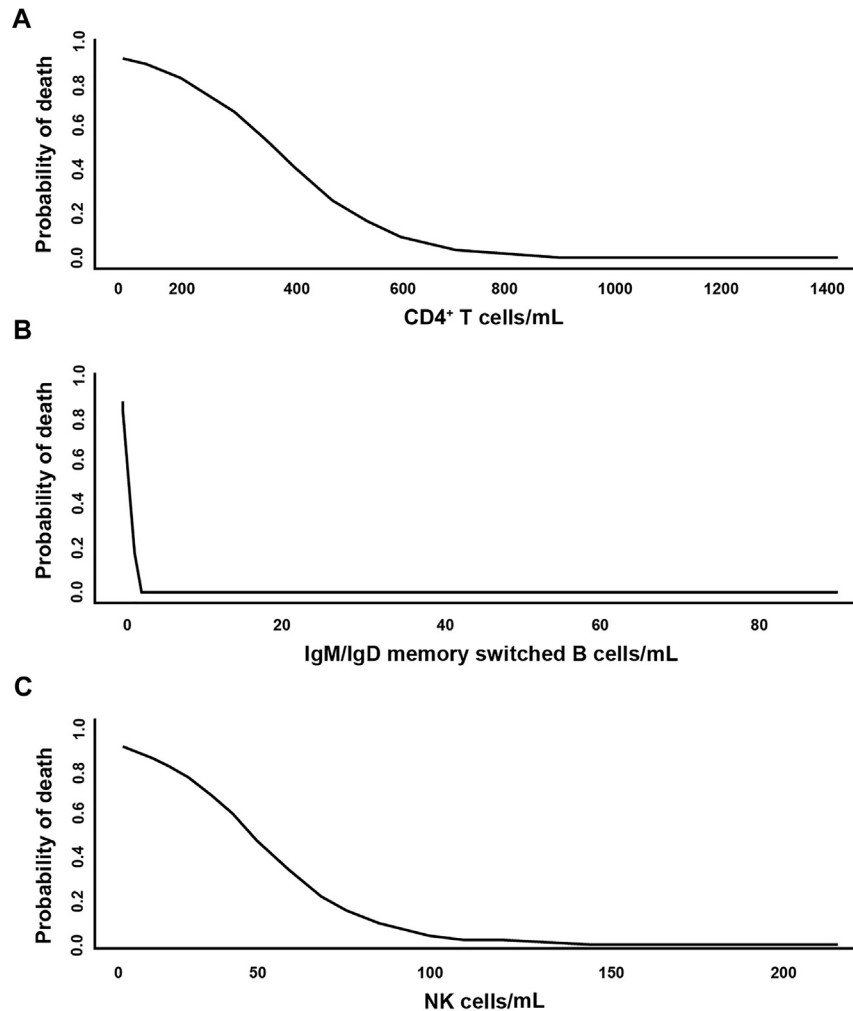 A
Probability of death
1.0
0.8
0.6
0.4
0.2
0.0
0 200 400 600 800 1000 1200 1400
CD4⁺ T cells/mL
B
Probability of death
1.0
0.8
0.6
0.4
0.2
0.0
0 20 40 60 80
IgM/IgD memory switched B cells/mL
C
Probability of death
1.0
0.8
0.6
0.4
0.2
0.0
0 50 100 150 200
NK cells/mL